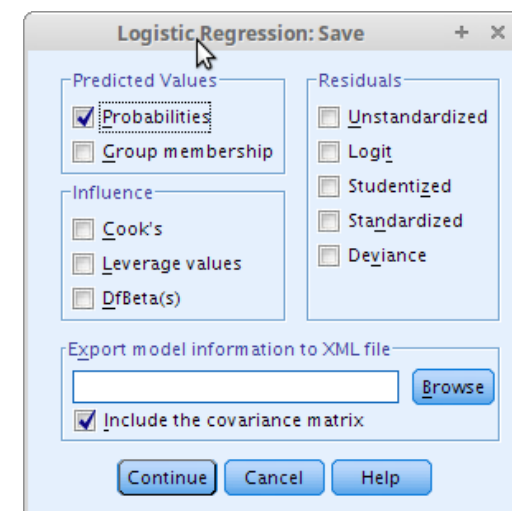 Logistic Regression: Save
Predicted Values
Probabilities
Group membership
Influence
Cook's
Leverage values
DfBeta(s)
Residuals
Unstandardized
Logit
Studentized
Standardized
Deviance
Export model information to XML file
Browse
Include the covariance matrix
Continue Cancel Help